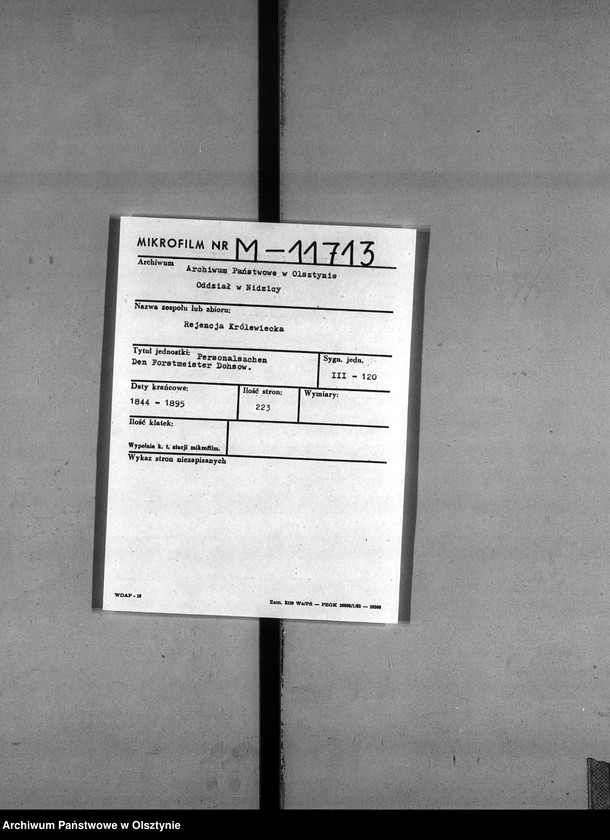 MIKROFILM NR M-11713
Archiwum Archiwum Państwowe w Olsztynie
Oddział w Nidzicy
Nazwa zespołu lub zbioru:
Rejencja Królewiecka
Tytuł jednostki: Personalsachen
Den Forstmeister Dohsow.
Sygn. jedn.
III - 120
Daty krańcowe:
1844 - 1895
Ilość stron:
223
Wymiary:
Ilość klatek:
Wypełnia k. t. stacji mikrofilm.
Wykaz stron niezapisanych
WDAP-10
Archiwum Państwowe w Olsztynie